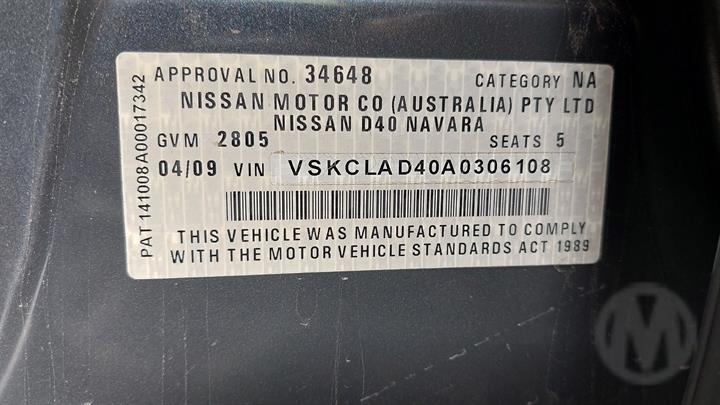 APPROVAL NO. 34648 CATEGORY NA
NISSAN MOTOR CO (AUSTRALIA) PTY LTD
NISSAN D40 NAVARA
GVM 2805 SEATS 5
04/09 VIN VSKCLAD40A0306108
THIS VEHICLE WAS MANUFACTURED TO COMPLY
WITH THE MOTOR VEHICLE STANDARDS ACT 1989
PAT 141008A00017342
M